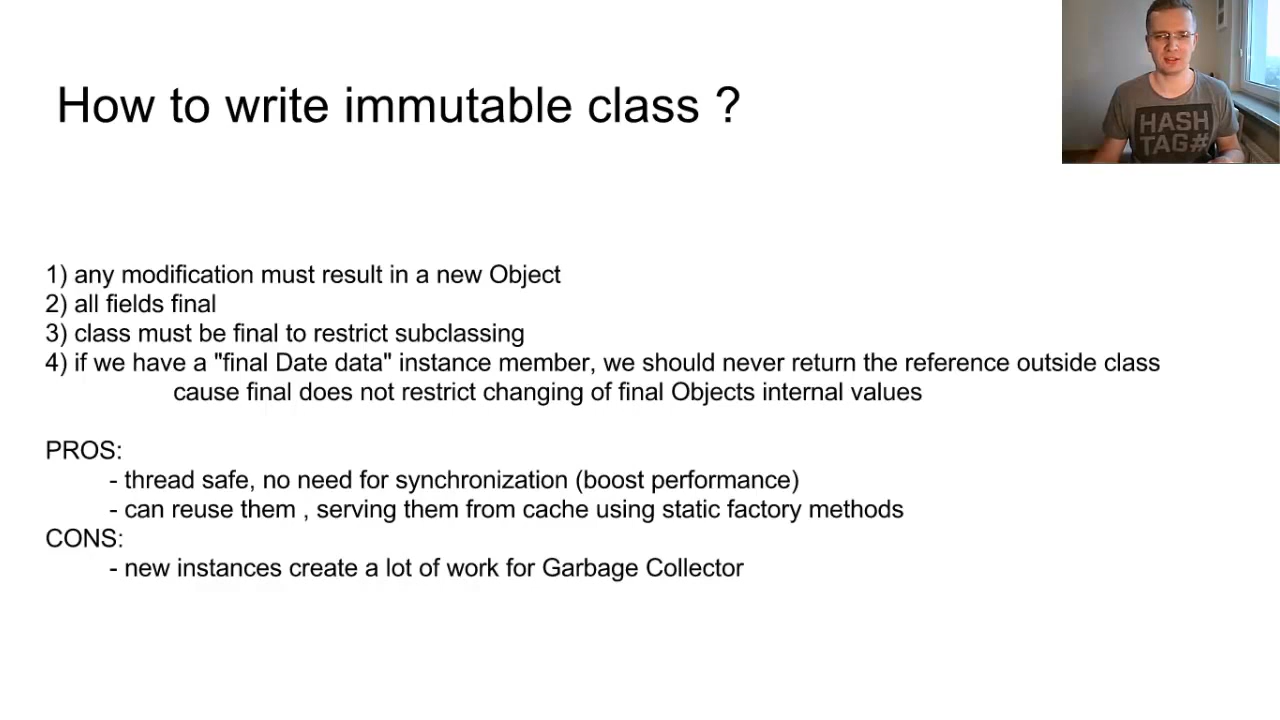 How to write immutable class ?
HASH
TAG#
1) any modification must result in a new Object
2) all fields final
3) class must be final to restrict subclassing
4) if we have a "final Date data" instance member, we should never return the reference outside class
cause final does not restrict changing of final Objects internal values
PROS:
- thread safe, no need for synchronization (boost performance)
- can reuse them , serving them from cache using static factory methods
CONS:
- new instances create a lot of work for Garbage Collector